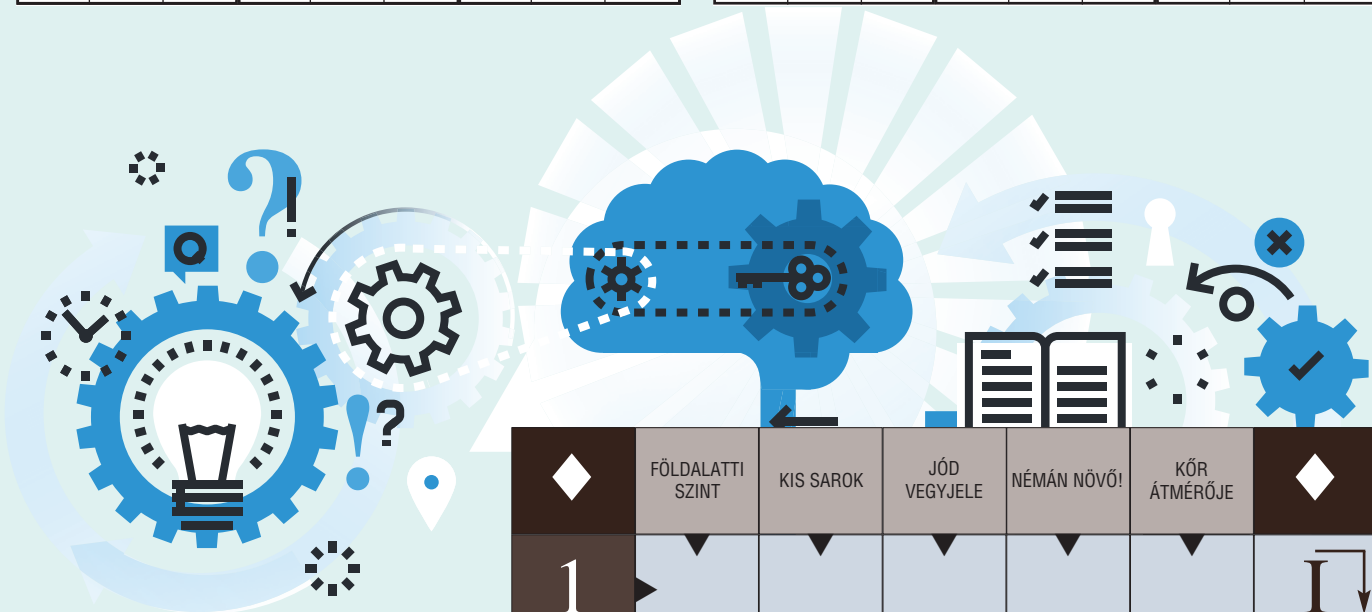 FÖLDALATTI
SZINT
KIS SAROK
JÓD
VEGYJELE
NÉMÁN NÖVŐ!
KŐR
ÁTMÉRŐJE
1
I